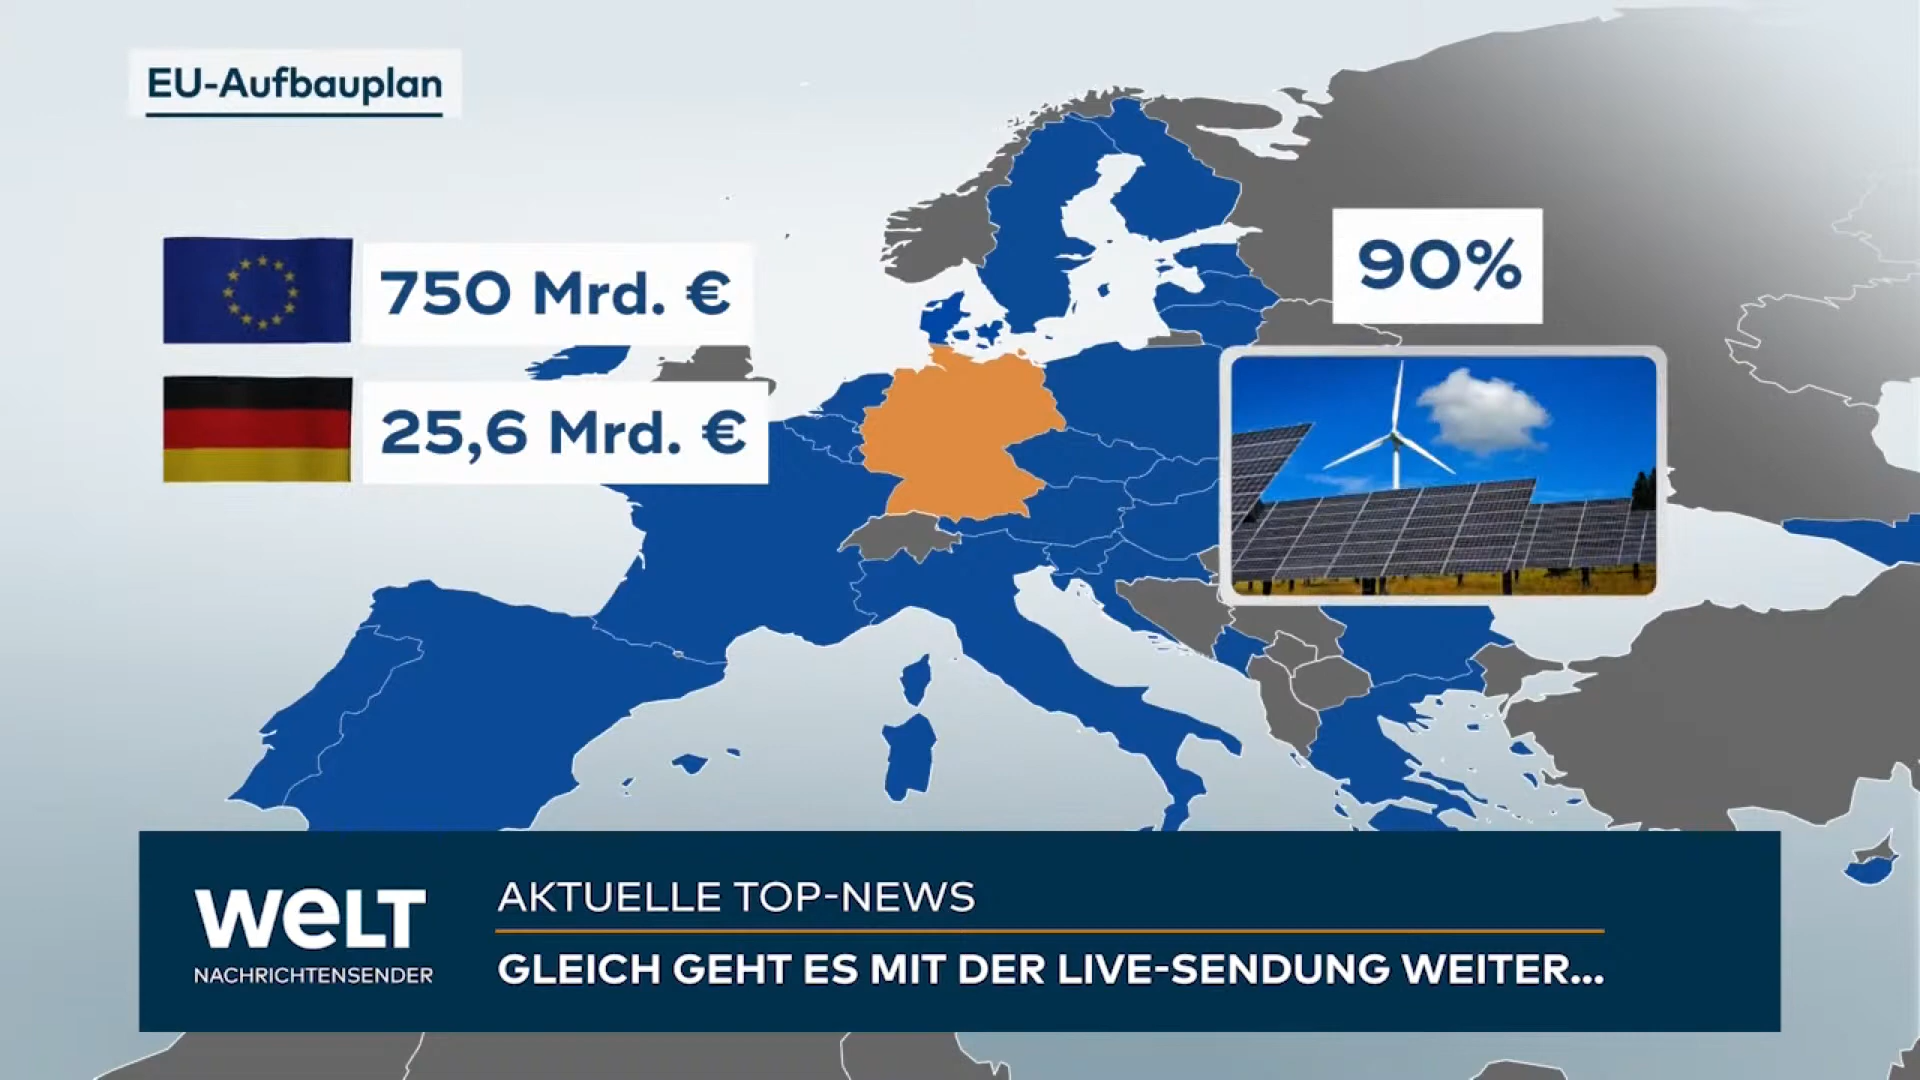 EU-Aufbauplan
750 Mrd. €
25,6 Mrd. €
90%
WELT
NACHRICHTENSENDER
AKTUELLE TOP-NEWS
GLEICH GEHT ES MIT DER LIVE-SENDUNG WEITER...